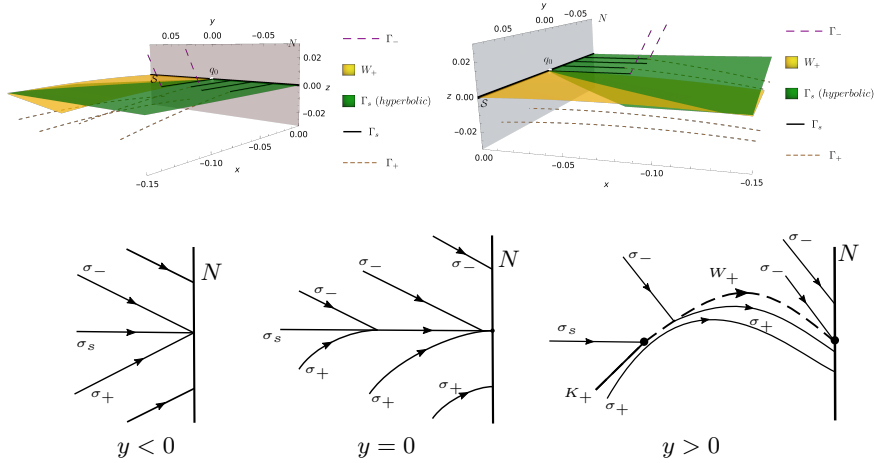 y
0.05
0.00
-0.05
N
0.02
0.00
-0.02
z
S
q₀
0.00
-0.05
-0.10
-0.15
x
Γ₋
W₊
Γₛ (hyperbolic)
Γₛ
Γ₊
y
0.05
0.00
-0.05
N
0.02
z 0.00
-0.02
S
q₀
0.00
-0.05
-0.10
-0.15
x
Γ₋
W₊
Γₛ (hyperbolic)
Γₛ
Γ₊
σ₋
N
σₛ
σ₊
y < 0
σ₋
σ₋
N
σₛ
σ₊
σ₊
σ₊
y = 0
σ₋
σ₋
W₊
σ₋
N
σₛ
σ₊
K₊
σ₊
y > 0